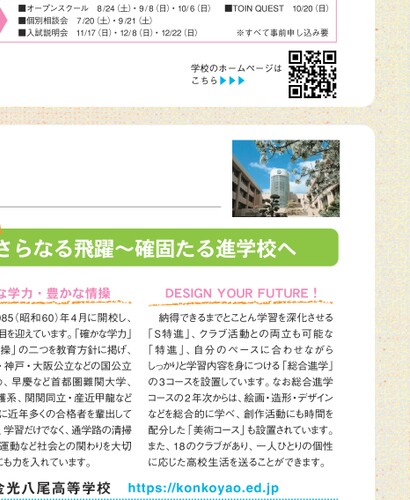 ■オープンスクール 8/24（土）・9/8（日）・10/6（日） ■TOIN QUEST 10/20（日）
■個別相談会 7/20（土）・9/21（土）
■入試説明会 11/17（日）・12/8（日）・12/22（日） ※すべて事前申し込み要
学校のホームページは
こちら▶▶▶
さらなる飛躍〜確固たる進学校へ
な学力・豊かな情操
985（昭和60）年4月に開校し、
目を迎えています。「確かな学力」
操」の二つを教育方針に掲げ、
・神戸・大阪公立などの国公立
め、早慶など首都圏難関大学、
護系、関関同立・産近甲龍など
に近年多くの合格者を輩出して
、学習だけでなく、通学路の清掃
運動など社会との関わりを大切
にも力を入れています。
DESIGN YOUR FUTURE！
納得できるまでとことん学習を深化させる
「S特進」、クラブ活動との両立も可能な
「特進」、自分のペースに合わせながら
しっかりと学習内容を身につける「総合進学」
の3コースを設置しています。なお総合進学
コースの2年次からは、絵画・造形・デザイン
などを総合的に学べ、創作活動にも時間を
配分した「美術コース」も設置されています。
また、18のクラブがあり、一人ひとりの個性
に応じた高校生活を送ることができます。
金光八尾高等学校 https://konkoyao.ed.jp